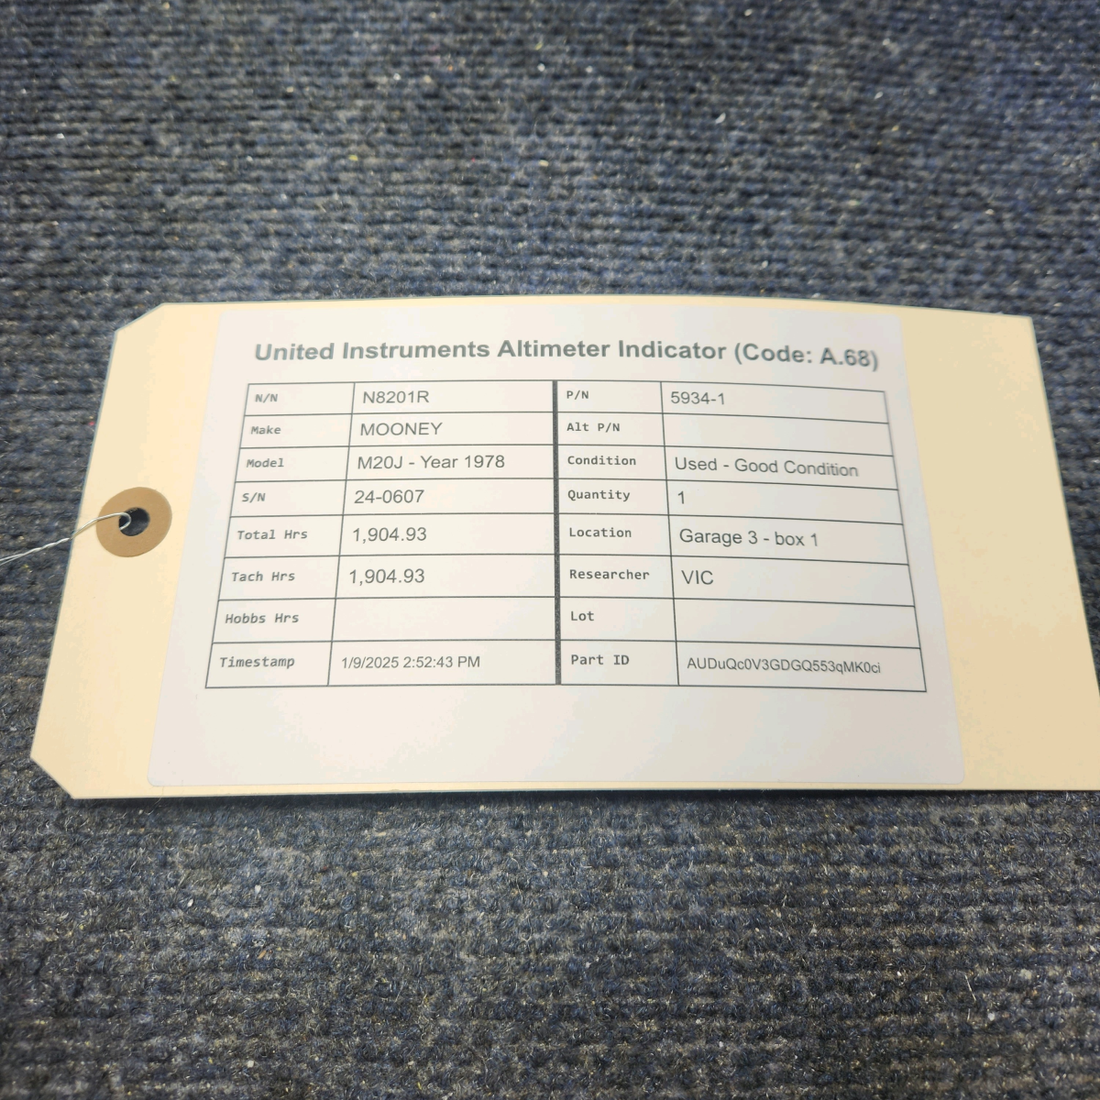 United Instruments Altimeter Indicator (Code: A.68)
N/N N8201R P/N 5934-1
Make MOONEY Alt P/N
Model M20J - Year 1978 Condition Used - Good Condition
S/N 24-0607 Quantity 1
Total Hrs 1,904.93 Location Garage 3 - box 1
Tach Hrs 1,904.93 Researcher VIC
Hobbs Hrs Lot
Timestamp 1/9/2025 2:52:43 PM Part ID AUDuQc0V3GDGQ553qMK0ci